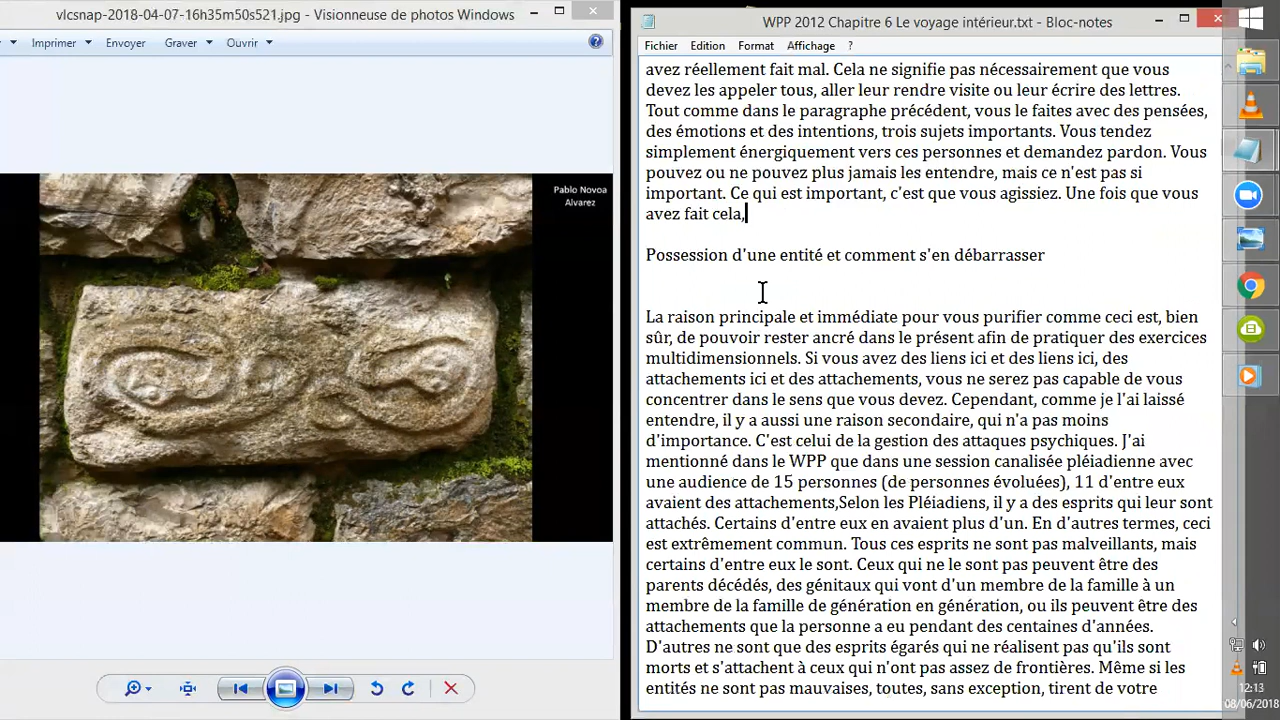 vlcsnap-2018-04-07-16h35m50s521.jpg - Visionneuse de photos Windows
Imprimer Envoyer Graver Ouvrir
Pablo Novoa
Alvarez
WPP 2012 Chapitre 6 Le voyage intérieur.txt - Bloc-notes
Fichier Edition Format Affichage ?
avez réellement fait mal. Cela ne signifie pas nécessairement que vous
devez les appeler tous, aller leur rendre visite ou leur écrire des lettres.
Tout comme dans le paragraphe précédent, vous le faites avec des pensées,
des émotions et des intentions, trois sujets importants. Vous tendez
simplement énergiquement vers ces personnes et demandez pardon. Vous
pouvez ou ne pouvez plus jamais les entendre, mais ce n'est pas si
important. Ce qui est important, c'est que vous agissiez. Une fois que vous
avez fait cela,
Possession d'une entité et comment s'en débarrasser
La raison principale et immédiate pour vous purifier comme ceci est, bien
sûr, de pouvoir rester ancré dans le présent afin de pratiquer des exercices
multidimensionnels. Si vous avez des liens ici et des liens ici, des
attachements ici et des attachements, vous ne serez pas capable de vous
concentrer dans le sens que vous devez. Cependant, comme je l'ai laissé
entendre, il y a aussi une raison secondaire, qui n'a pas moins
d'importance. C'est celui de la gestion des attaques psychiques. J'ai
mentionné dans le WPP que dans une session canalisée pléiadienne avec
une audience de 15 personnes (de personnes évoluées), 11 d'entre eux
avaient des attachements,Selon les Pléiadiens, il y a des esprits qui leur sont
attachés. Certains d'entre eux en avaient plus d'un. En d'autres termes, ceci
est extrêmement commun. Tous ces esprits ne sont pas malveillants, mais
certains d'entre eux le sont. Ceux qui ne le sont pas peuvent être des
parents décédés, des génitaux qui vont d'un membre de la famille à un
membre de la famille de génération en génération, ou ils peuvent être des
attachements que la personne a eu pendant des centaines d'années.
D'autres ne sont que des esprits égarés qui ne réalisent pas qu'ils sont
morts et s'attachent à ceux qui n'ont pas assez de frontières. Même si les
entités ne sont pas mauvaises, toutes, sans exception, tirent de votre
12:13
08/06/2018